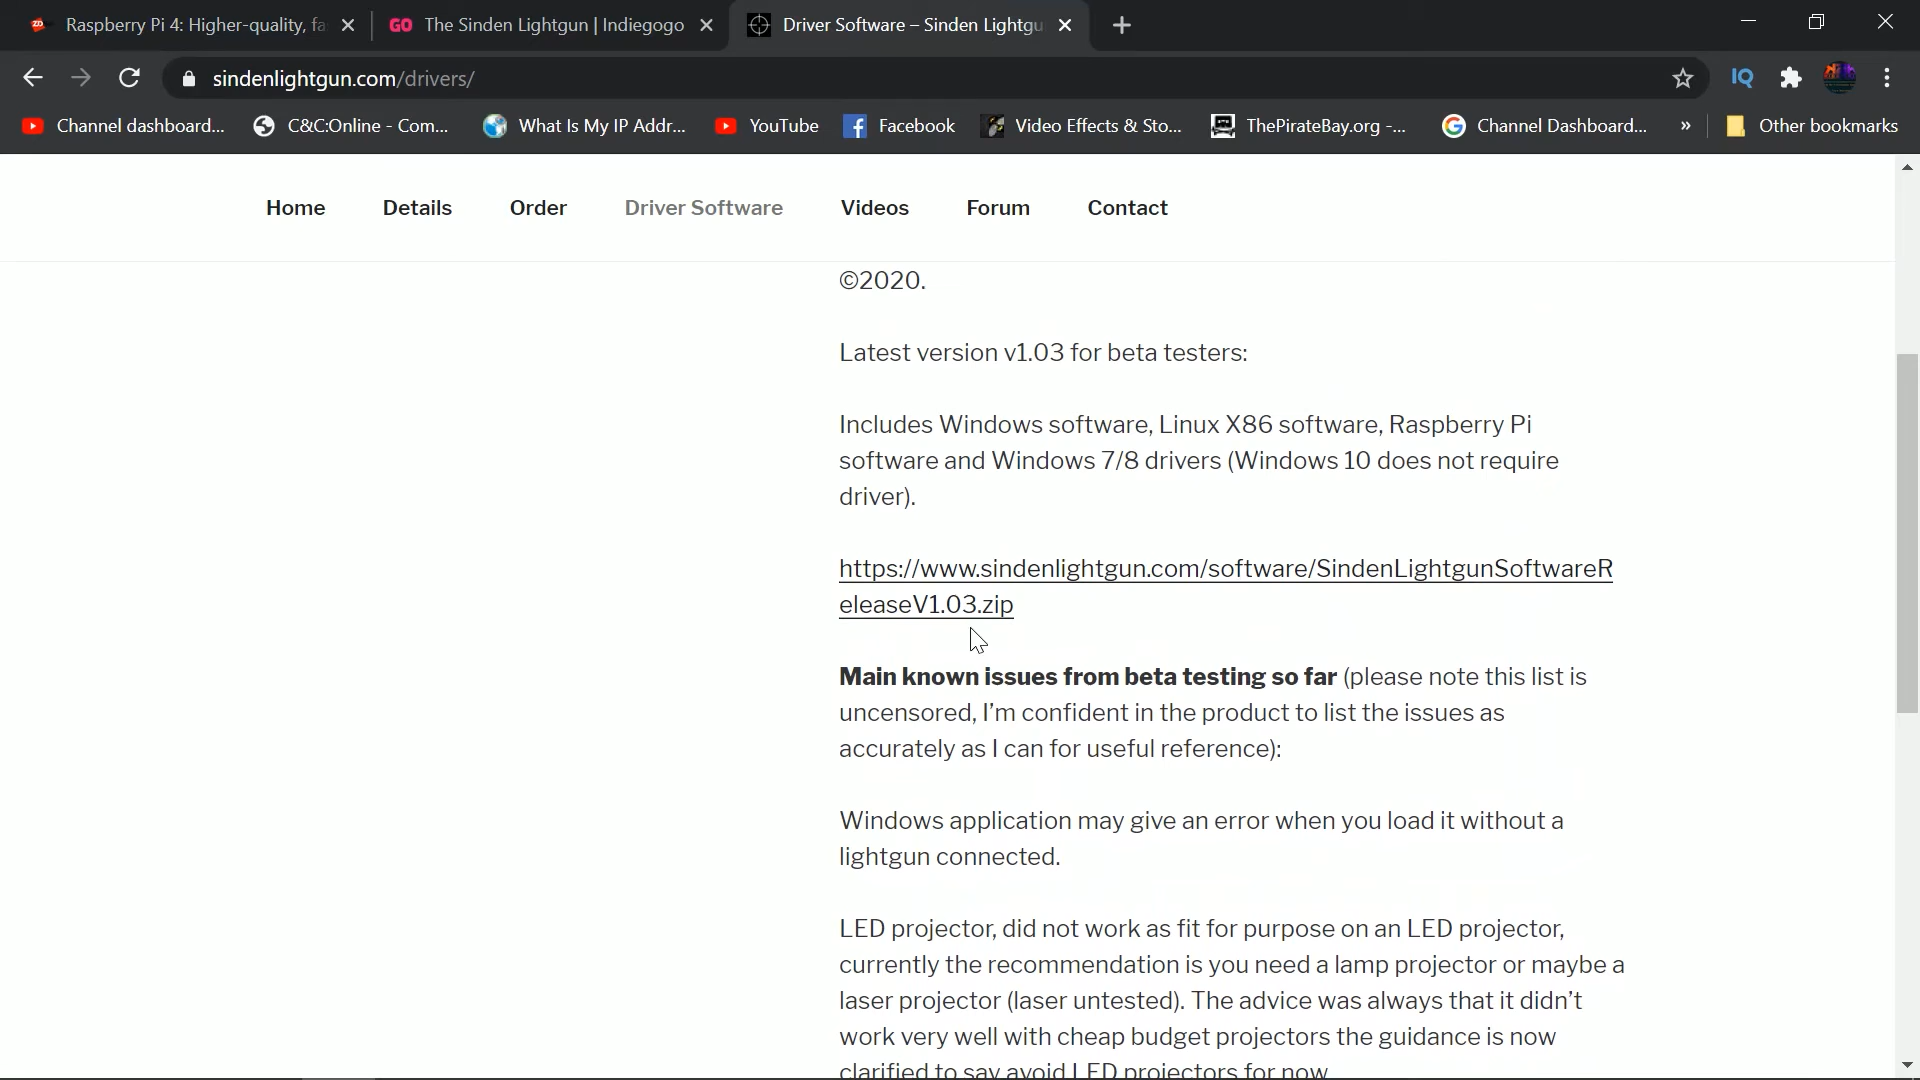 Raspberry Pi 4: Higher-quality, fa
GO The Sinden Lightgun | Indiegogo
Driver Software – Sinden Lightgu
sindenlightgun.com/drivers/
IQ
Channel dashboard...
C&C:Online - Com...
What Is My IP Addr...
YouTube
Facebook
Video Effects & Sto...
ThePirateBay.org -...
Channel Dashboard...
»
Other bookmarks
Home
Details
Order
Driver Software
Videos
Forum
Contact
©2020.
Latest version v1.03 for beta testers:
Includes Windows software, Linux X86 software, Raspberry Pi
software and Windows 7/8 drivers (Windows 10 does not require
driver).
https://www.sindenlightgun.com/software/SindenLightgunSoftwareR
eleaseV1.03.zip
Main known issues from beta testing so far (please note this list is
uncensored, I’m confident in the product to list the issues as
accurately as I can for useful reference):
Windows application may give an error when you load it without a
lightgun connected.
LED projector, did not work as fit for purpose on an LED projector,
currently the recommendation is you need a lamp projector or maybe a
laser projector (laser untested). The advice was always that it didn’t
work very well with cheap budget projectors the guidance is now
clarified to say avoid LED projectors for now